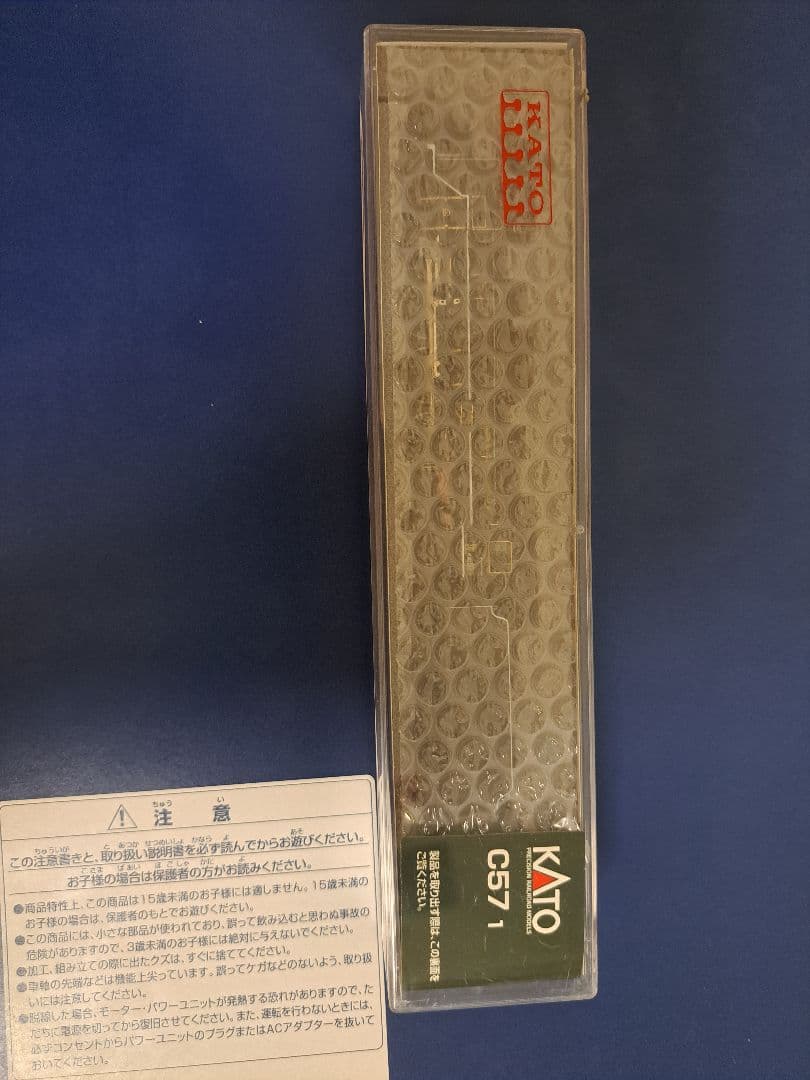 KATO
KATO
PRECISION RAILROAD MODELS
C57 1
製品を取り出す際は、この裏面を
ご覧ください。
注意
ちゅう い
この注意書きと、取り扱い説明書を必ず読んでからお遊びください。
お子様の場合は保護者の方がお読みください。
●商品特性上、この商品は15歳未満のお子様には適しません。15歳未満の
お子様の場合は、保護者のもとでお遊びください。
●この商品には、小さな部品が使われており、誤って飲み込むと思わぬ事故の
危険がありますので、3歳未満のお子様には絶対に与えないでください。
●加工、組み立ての際に出たクズは、すぐに捨ててください。
●車軸の先端などは機能上尖っています。誤ってケガなどのないよう、取り扱
いには注意してください。
●脱線した場合、モーター・パワーユニットが発熱する恐れがありますので、た
だちに電源を切ってから復旧させてください。また、運転を行わないときには、
必ずコンセントからパワーユニットのプラグまたはACアダプターを抜いて
おいてください。